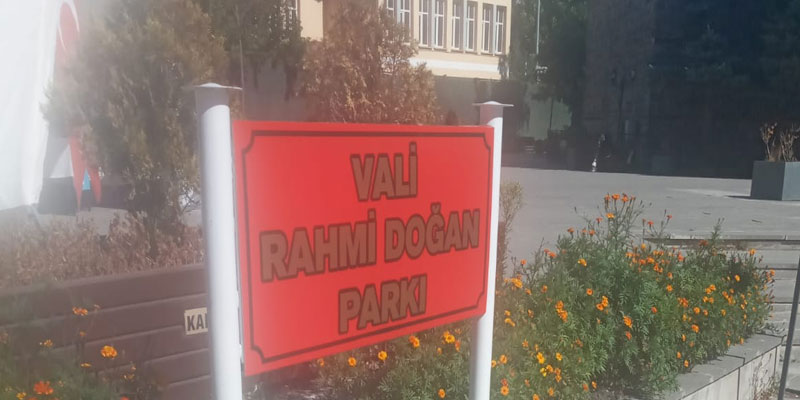 VALİ
RAHMİ DOĞAN
PARKI